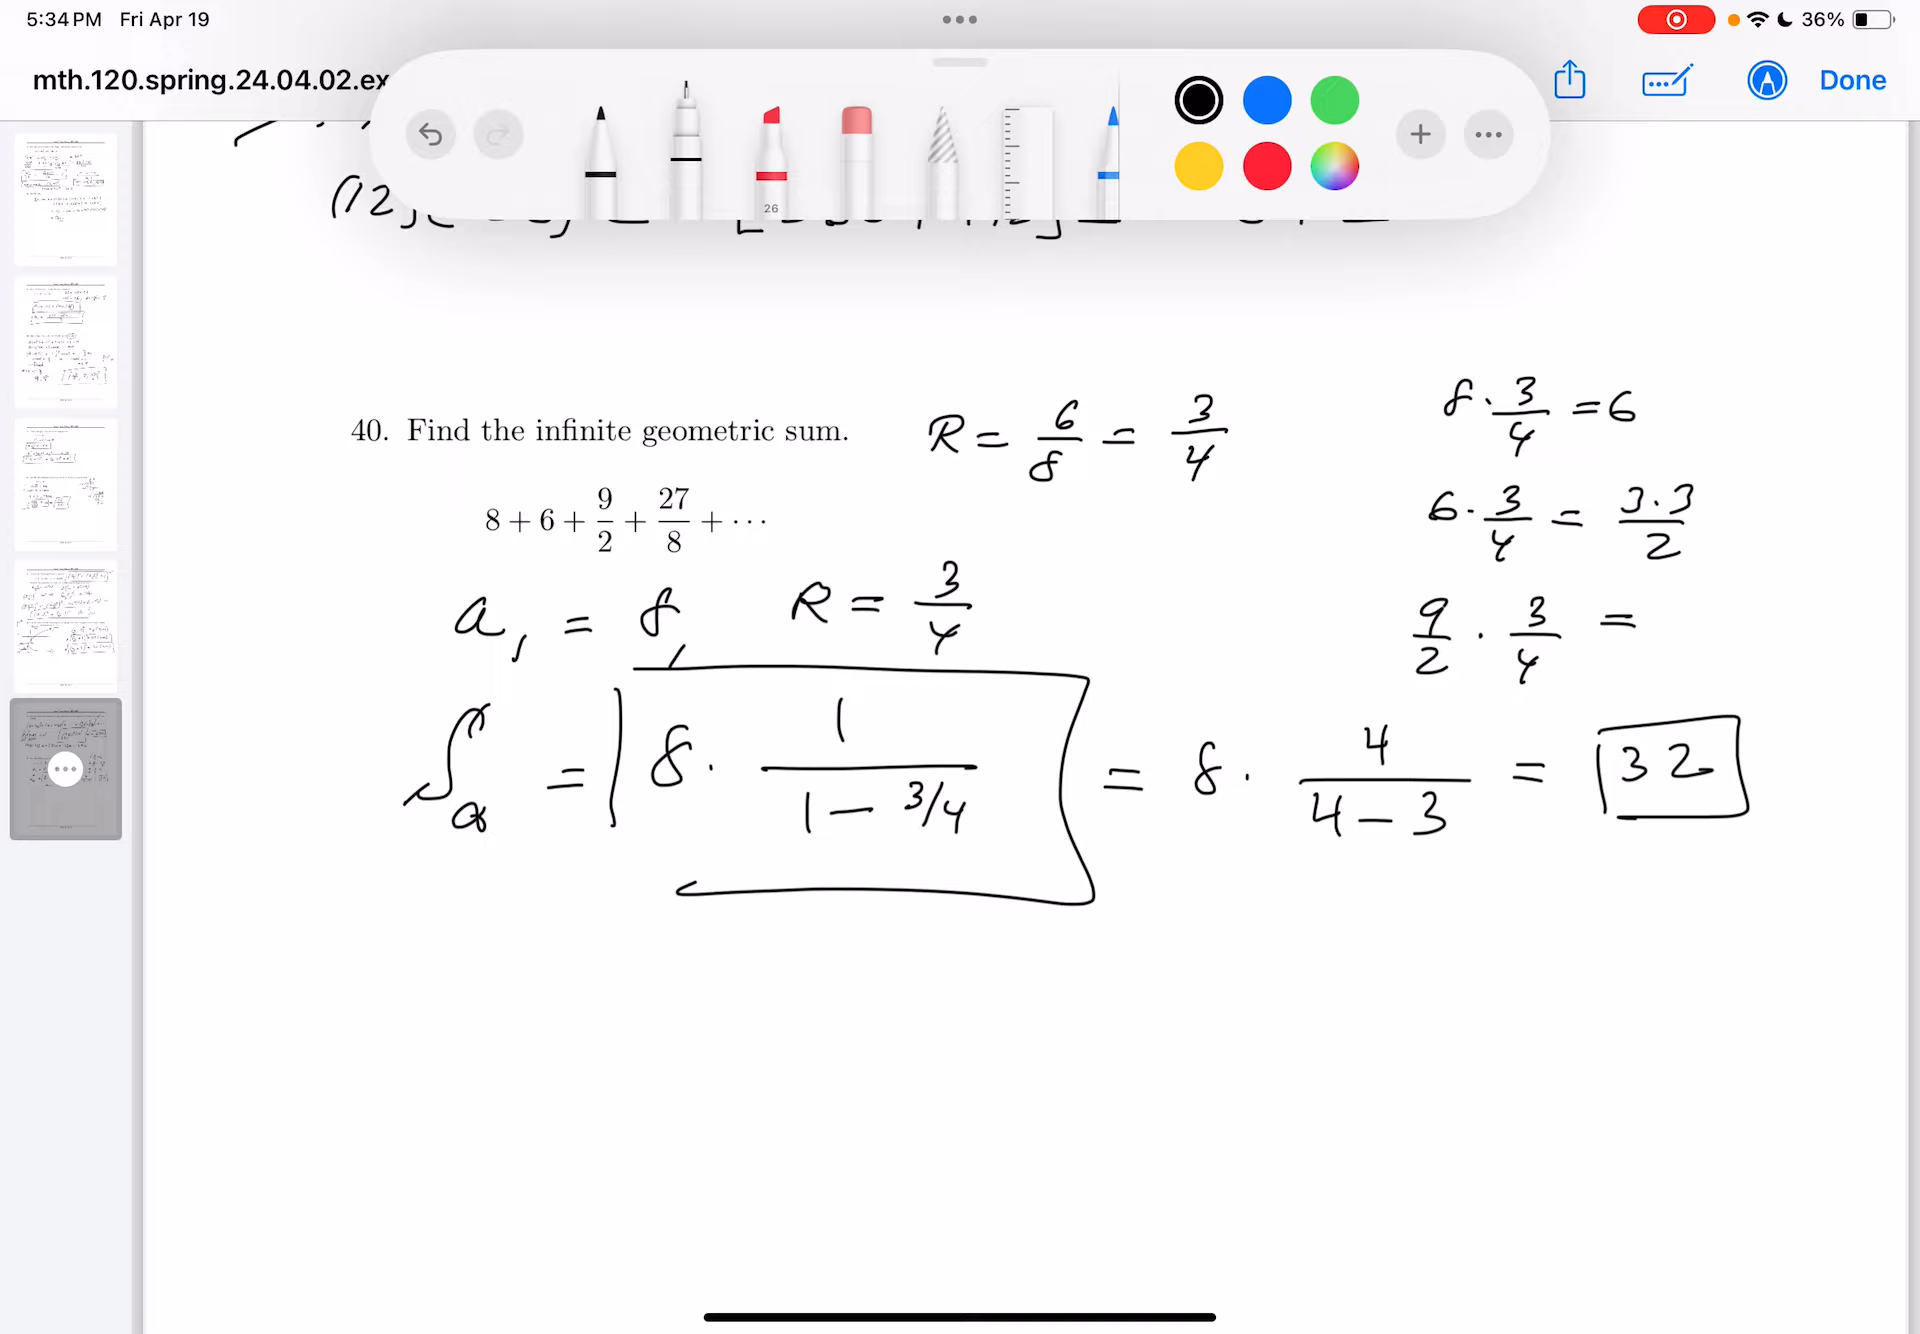 5:34 PM Fri Apr 19
36%
mth.120.spring.24.04.02.ex
Done
26
40. Find the infinite geometric sum.
8 + 6 + 9/2 + 27/8 + ⋯
R = 6/8 = 3/4
8 · 3/4 = 6
6 · 3/4 = 3·3/2
9/2 · 3/4 =
a₁ = 8, R = 3/4
S∞ = 8 · 1/(1 − 3/4) = 8 · 4/(4 − 3) = 32